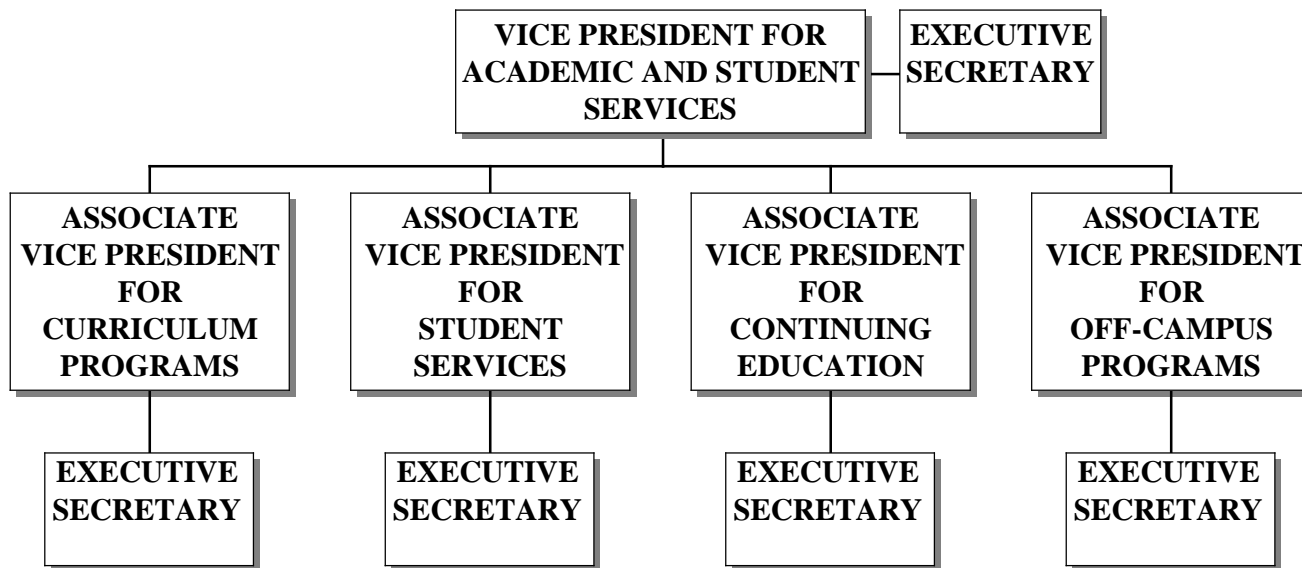 VICE PRESIDENT FOR
ACADEMIC AND STUDENT
SERVICES
EXECUTIVE
SECRETARY
ASSOCIATE
VICE PRESIDENT
FOR
CURRICULUM
PROGRAMS
ASSOCIATE
VICE PRESIDENT
FOR
STUDENT
SERVICES
ASSOCIATE
VICE PRESIDENT
FOR
CONTINUING
EDUCATION
ASSOCIATE
VICE PRESIDENT
FOR
OFF-CAMPUS
PROGRAMS
EXECUTIVE
SECRETARY
EXECUTIVE
SECRETARY
EXECUTIVE
SECRETARY
EXECUTIVE
SECRETARY